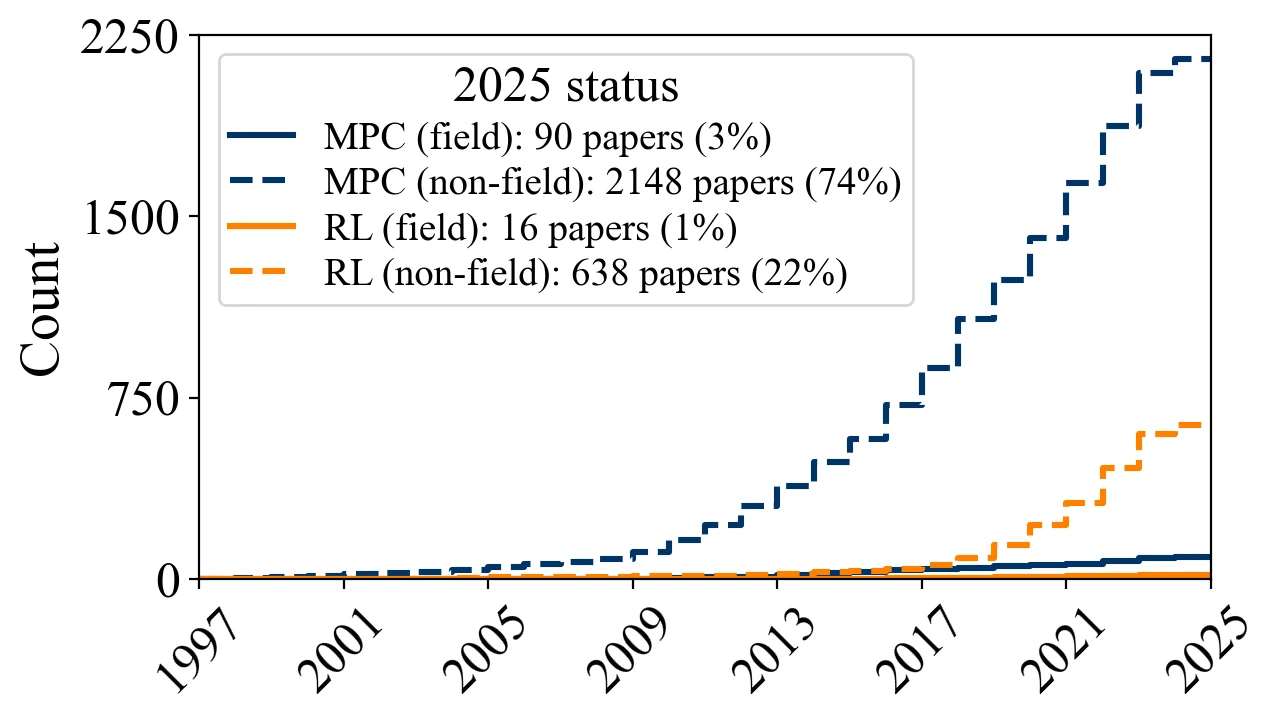 2250
1500
750
0
Count
2025 status
MPC (field): 90 papers (3%)
MPC (non-field): 2148 papers (74%)
RL (field): 16 papers (1%)
RL (non-field): 638 papers (22%)
1997
2001
2005
2009
2013
2017
2021
2025